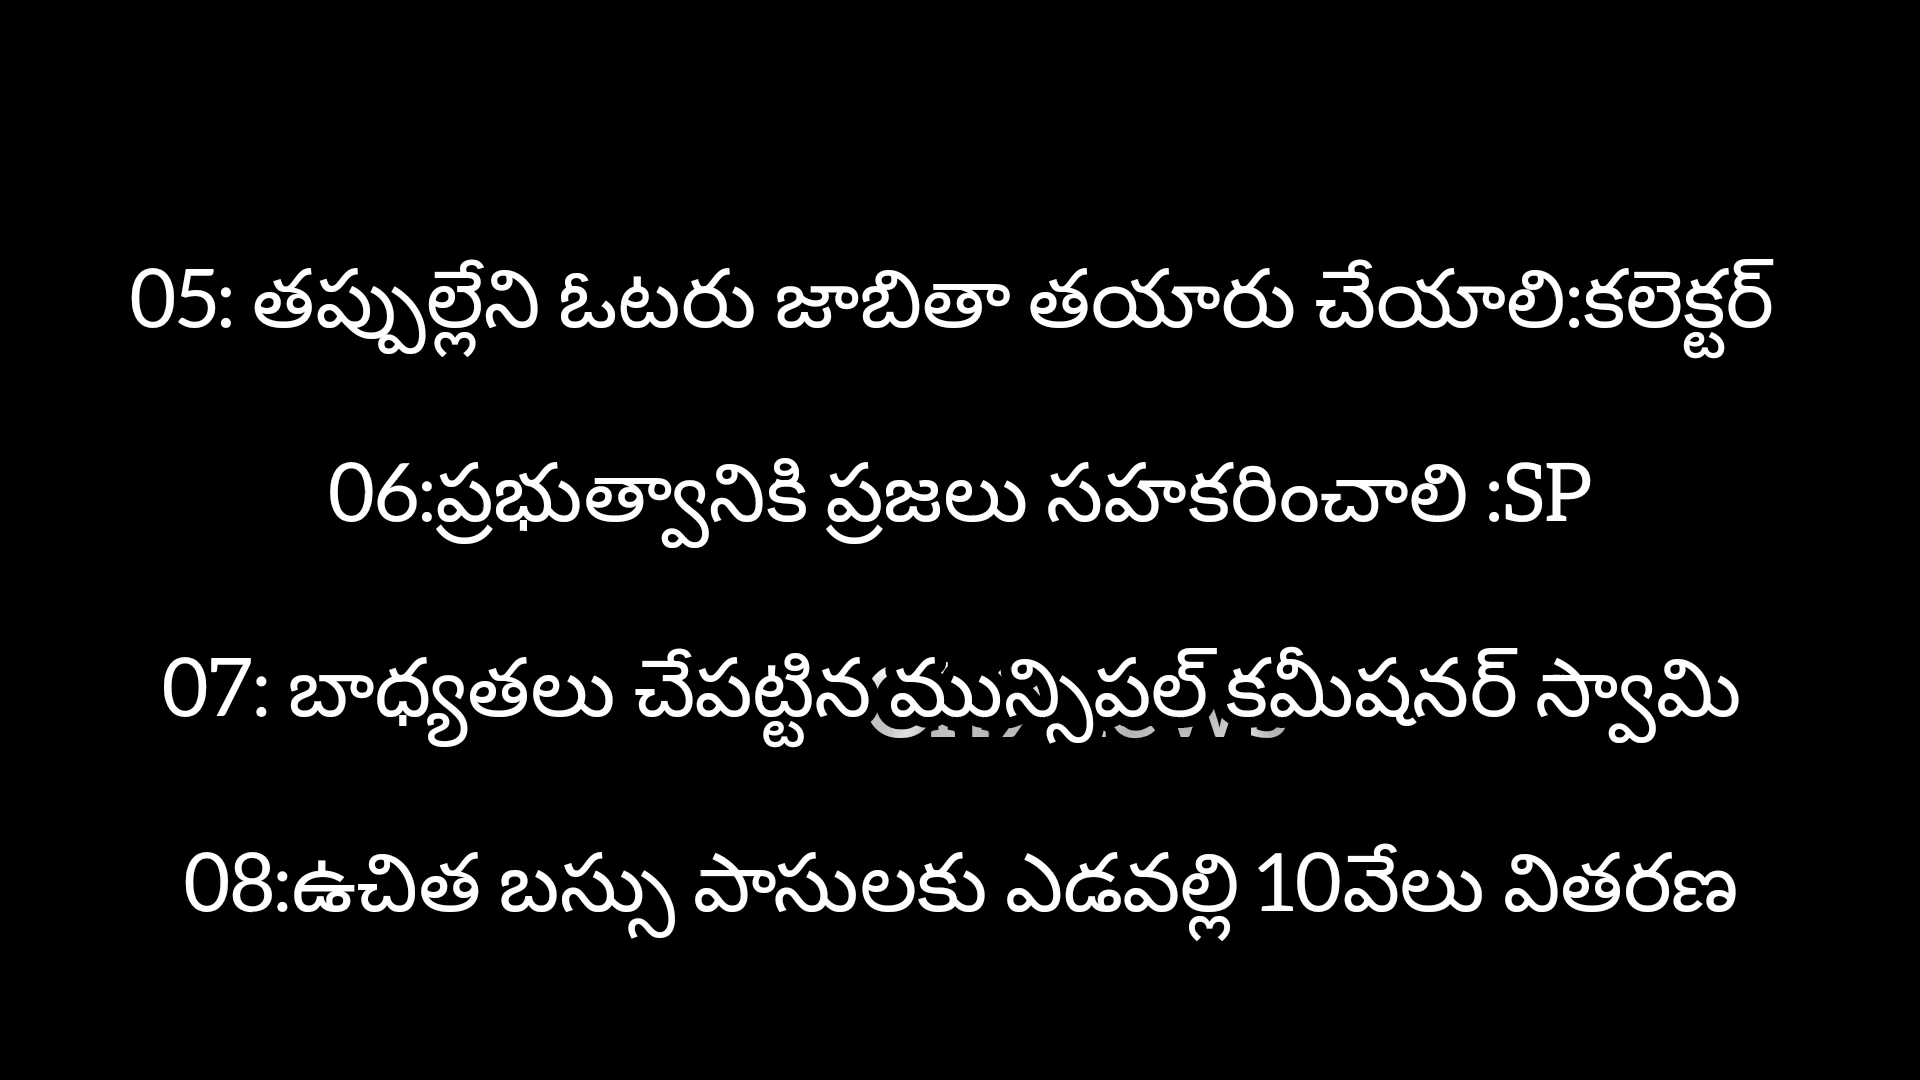 05: తప్పుల్లేని ఓటరు జాబితా తయారు చేయాలి:కలెక్టర్
06:ప్రభుత్వానికి ప్రజలు సహకరించాలి :SP
07: బాధ్యతలు చేపట్టిన మున్సిపల్ కమీషనర్ స్వామి
08:ఉచిత బస్సు పాసులకు ఎడవల్లి 10వేలు వితరణ